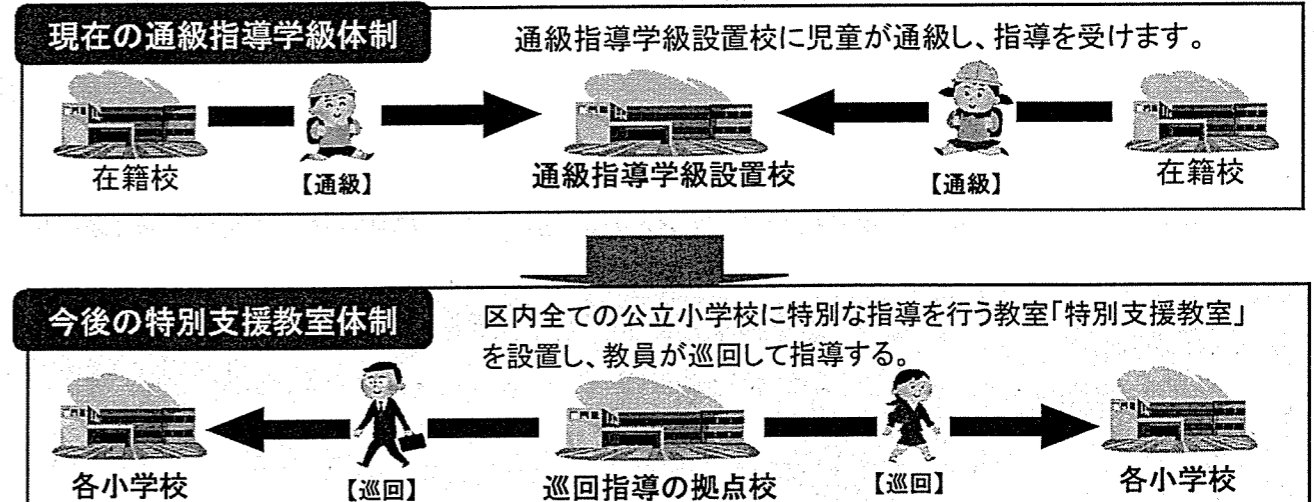 現在の通級指導学級体制
通級指導学級設置校に児童が通級し、指導を受けます。
在籍校
【通級】
通級指導学級設置校
【通級】
在籍校
今後の特別支援教室体制
区内全ての公立小学校に特別な指導を行う教室「特別支援教室」
を設置し、教員が巡回して指導する。
各小学校
【巡回】
巡回指導の拠点校
【巡回】
各小学校